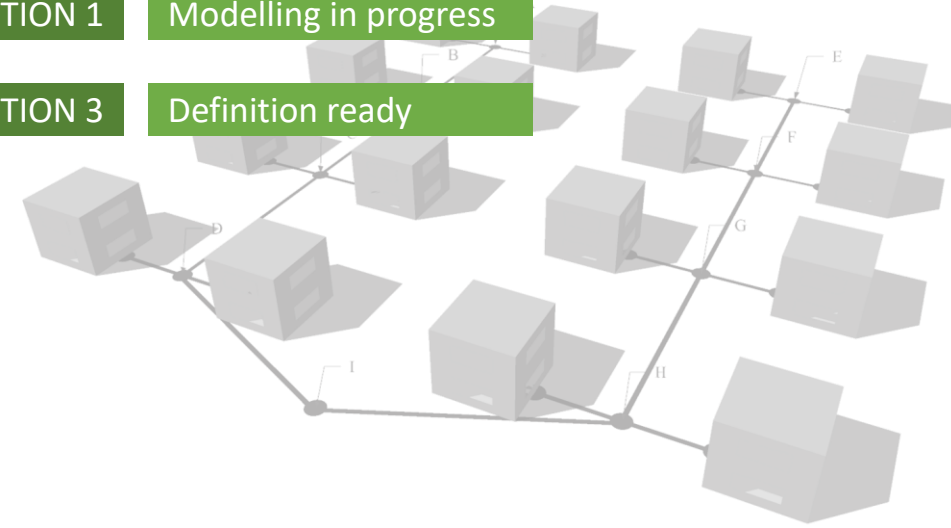 TION 1 Modelling in progress
B
E
TION 3 Definition ready
F
D
G
I
H